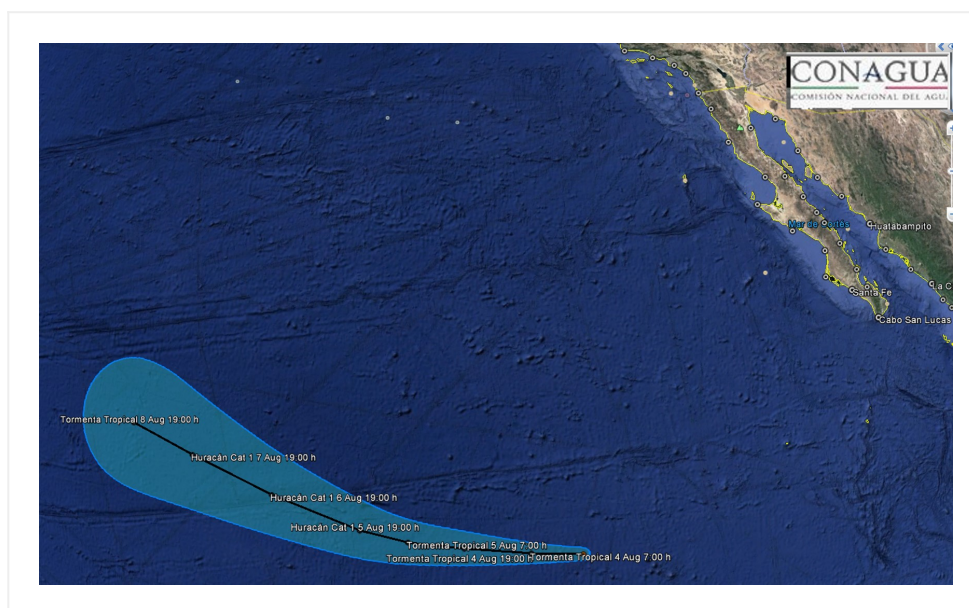 CONAGUA
COMISIÓN NACIONAL DEL AGUA
Mar de Cortés
Huatabampito
La C
Santa Fe
Cabo San Lucas
Tormenta Tropical 8 Aug 19:00 h
Huracán Cat 1 7 Aug 19:00 h
Huracán Cat 1 6 Aug 19:00 h
Huracán Cat 1 5 Aug 19:00 h
Tormenta Tropical 5 Aug 7:00 h
Tormenta Tropical 4 Aug 19:00 h
Tormenta Tropical 4 Aug 7:00 h